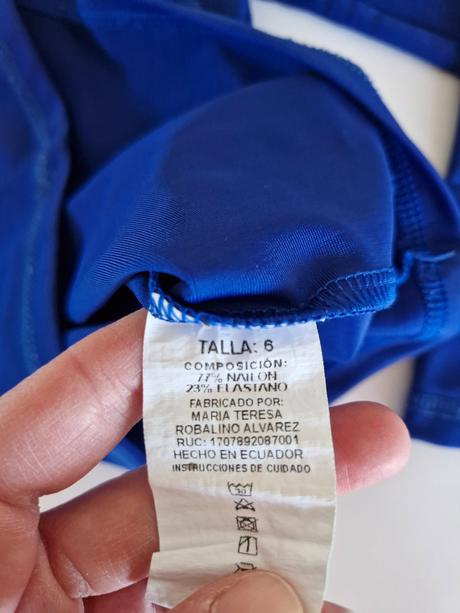 TALLA: 6
COMPOSICIÓN:
77% NAILON
23% ELASTANO
FABRICADO POR:
MARIA TERESA
ROBALINO ALVAREZ
RUC: 1707892087001
HECHO EN ECUADOR
INSTRUCCIONES DE CUIDADO
30